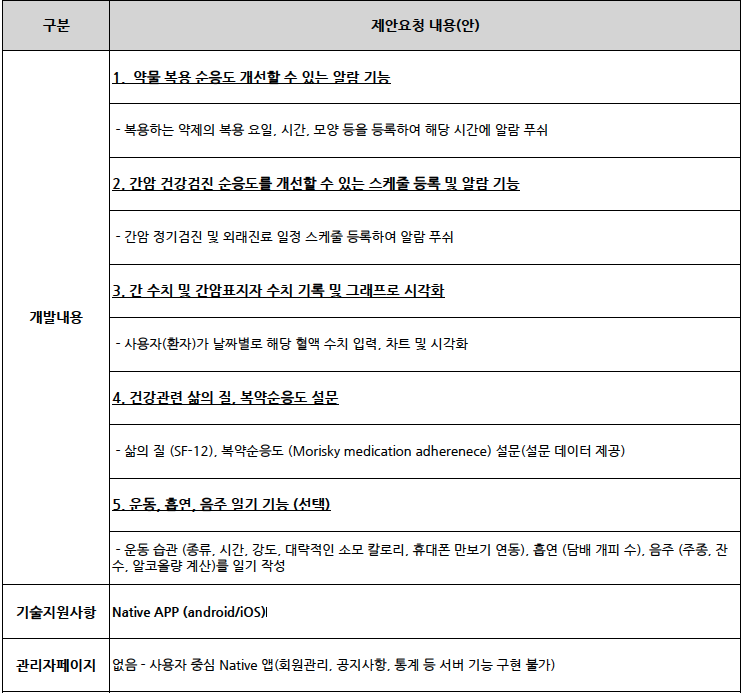 구분
제안요청 내용(안)
개발내용
1. 약물 복용 순응도 개선할 수 있는 알람 기능
- 복용하는 약제의 복용 요일, 시간, 모양 등을 등록하여 해당 시간에 알람 푸쉬
2. 간암 건강검진 순응도를 개선할 수 있는 스케줄 등록 및 알람 기능
- 간암 정기검진 및 외래진료 일정 스케줄 등록하여 알람 푸쉬
3. 간 수치 및 간암표지자 수치 기록 및 그래프로 시각화
- 사용자(환자)가 날짜별로 해당 혈액 수치 입력, 차트 및 시각화
4. 건강관련 삶의 질, 복약순응도 설문
- 삶의 질 (SF-12), 복약순응도 (Morisky medication adherenece) 설문(설문 데이터 제공)
5. 운동, 흡연, 음주 일기 기능 (선택)
- 운동 습관 (종류, 시간, 강도, 대략적인 소모 칼로리, 휴대폰 만보기 연동), 흡연 (담배 개피 수), 음주 (주종, 잔
수, 알코올량 계산)를 일기 작성
기술지원사항
Native APP (android/iOS)
관리자페이지
없음 - 사용자 중심 Native 앱(회원관리, 공지사항, 통계 등 서버 기능 구현 불가)